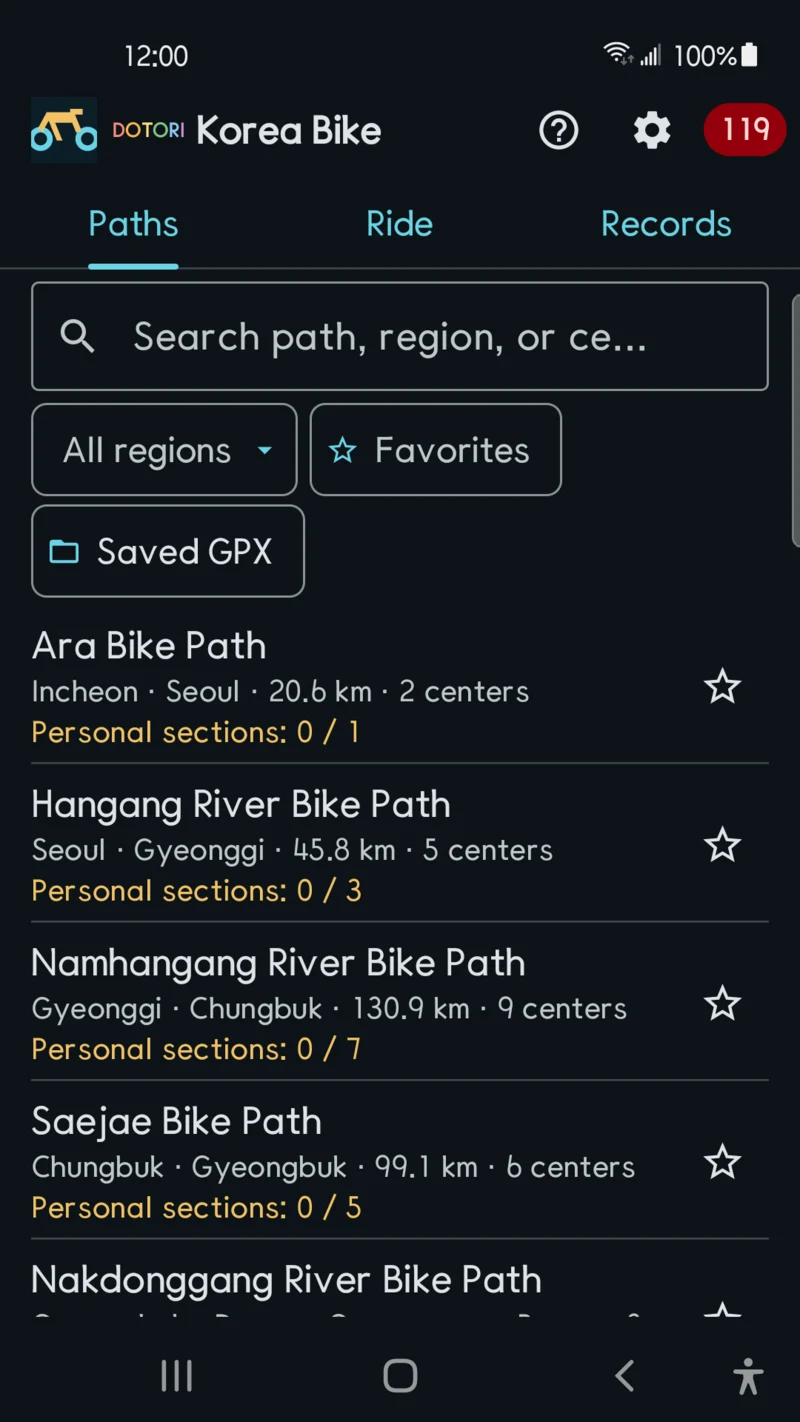 12:00 100%
DOTORI Korea Bike 119
Paths Ride Records
Search path, region, or ce...
All regions Favorites
Saved GPX
Ara Bike Path
Incheon · Seoul · 20.6 km · 2 centers
Personal sections: 0 / 1
Hangang River Bike Path
Seoul · Gyeonggi · 45.8 km · 5 centers
Personal sections: 0 / 3
Namhangang River Bike Path
Gyeonggi · Chungbuk · 130.9 km · 9 centers
Personal sections: 0 / 7
Saejae Bike Path
Chungbuk · Gyeongbuk · 99.1 km · 6 centers
Personal sections: 0 / 5
Nakdonggang River Bike Path